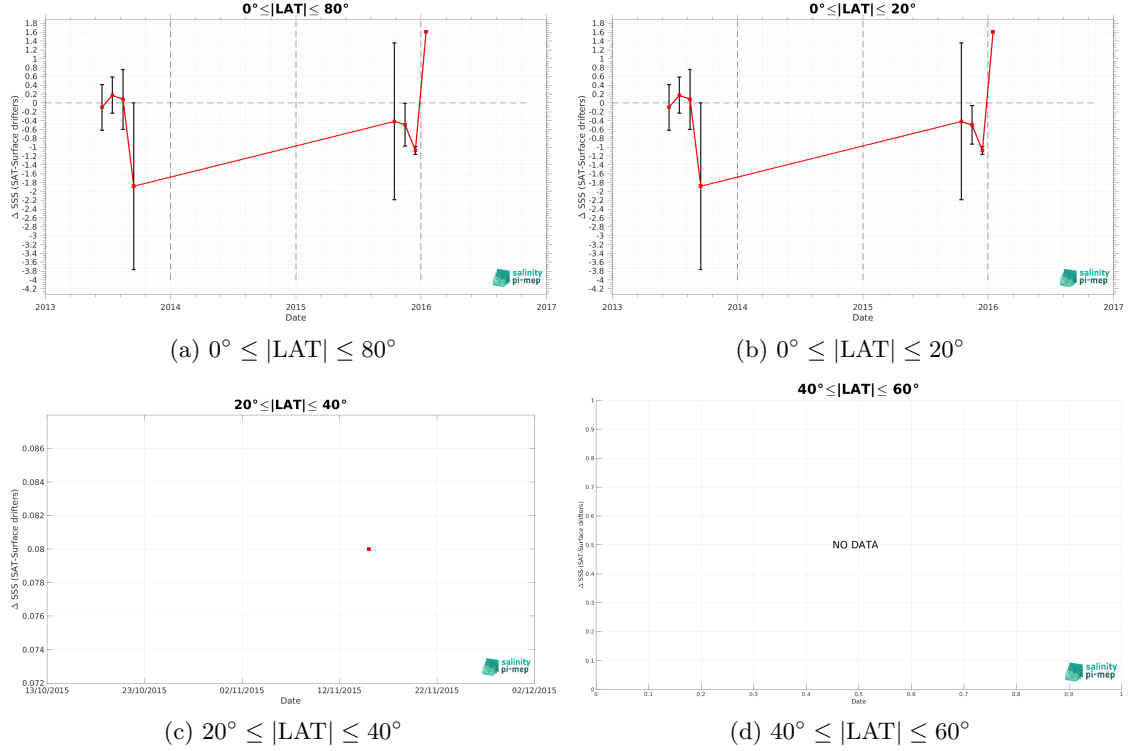 0°≤|LAT|≤ 80°
Δ SSS (SAT-Surface drifters)
1.8
1.6
1.4
1.2
1
0.8
0.6
0.4
0.2
0
-0.2
-0.4
-0.6
-0.8
-1
-1.2
-1.4
-1.6
-1.8
-2
-2.2
-2.4
-2.6
-2.8
-3
-3.2
-3.4
-3.6
-3.8
-4
-4.2
salinity
pi-mep
2013 2014 2015 2016 2017
Date
(a) 0° ≤ |LAT| ≤ 80°
0°≤|LAT|≤ 20°
Δ SSS (SAT-Surface drifters)
1.8
1.6
1.4
1.2
1
0.8
0.6
0.4
0.2
0
-0.2
-0.4
-0.6
-0.8
-1
-1.2
-1.4
-1.6
-1.8
-2
-2.2
-2.4
-2.6
-2.8
-3
-3.2
-3.4
-3.6
-3.8
-4
-4.2
salinity
pi-mep
2013 2014 2015 2016 2017
Date
(b) 0° ≤ |LAT| ≤ 20°
20°≤|LAT|≤ 40°
Δ SSS (SAT-Surface drifters)
0.086
0.084
0.082
0.08
0.078
0.076
0.074
0.072
salinity
pi-mep
13/10/2015 23/10/2015 02/11/2015 12/11/2015 22/11/2015 02/12/2015
Date
(c) 20° ≤ |LAT| ≤ 40°
40°≤|LAT|≤ 60°
Δ SSS (SAT-Surface drifters)
1
0.9
0.8
0.7
0.6
0.5
0.4
0.3
0.2
0.1
0
NO DATA
salinity
pi-mep
0 0.1 0.2 0.3 0.4 0.5 0.6 0.7 0.8 0.9 1
Date
(d) 40° ≤ |LAT| ≤ 60°